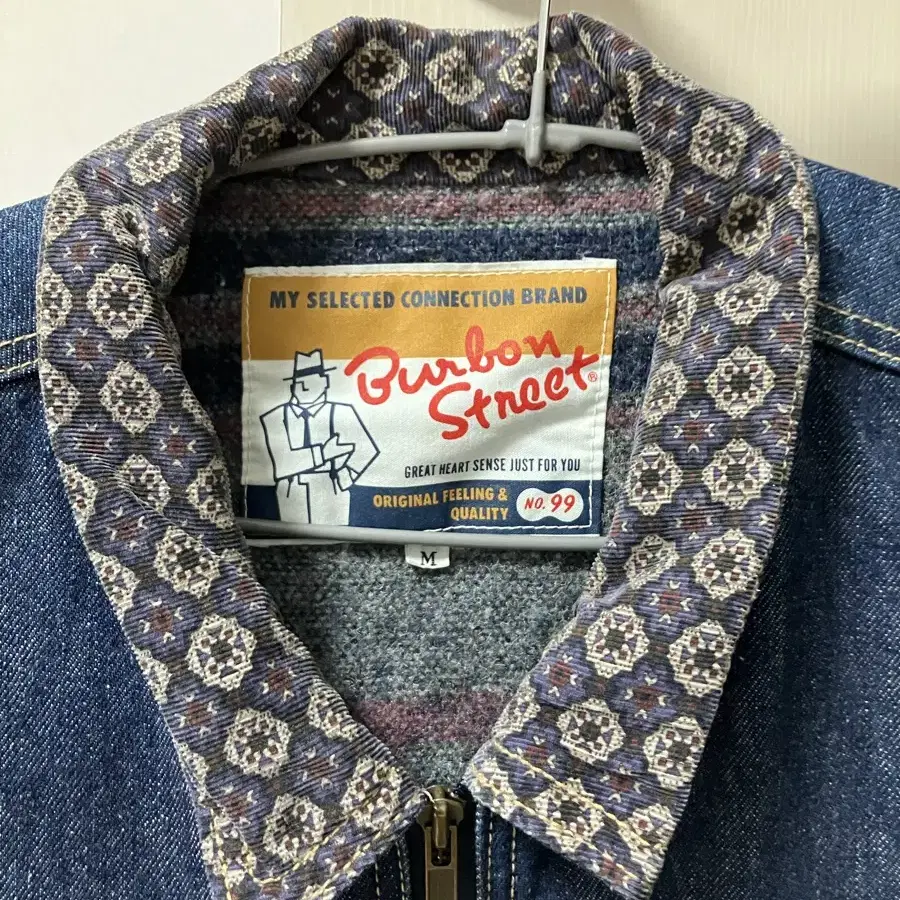 MY SELECTED CONNECTION BRAND
Burbon
Street®
GREAT HEART SENSE JUST FOR YOU
ORIGINAL FEELING &
QUALITY
NO. 99
M